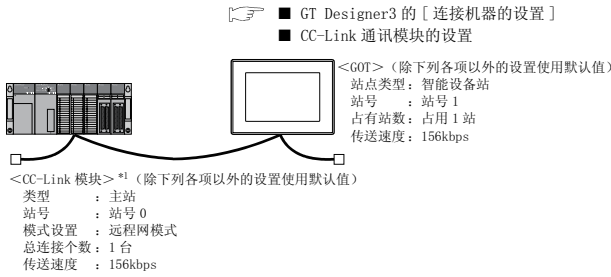 ■ GT Designer3 的 [ 连接机器的设置 ]
■ CC-Link 通讯模块的设置
<GOT>（除下列各项以外的设置使用默认值）
站点类型：智能设备站
站号 ：站号 1
占有站数：占用 1 站
传送速度：156kbps
<CC-Link 模块> *1（除下列各项以外的设置使用默认值）
类型 ：主站
站号 ：站号 0
模式设置 ：远程网模式
总连接个数：1 台
传送速度 ：156kbps